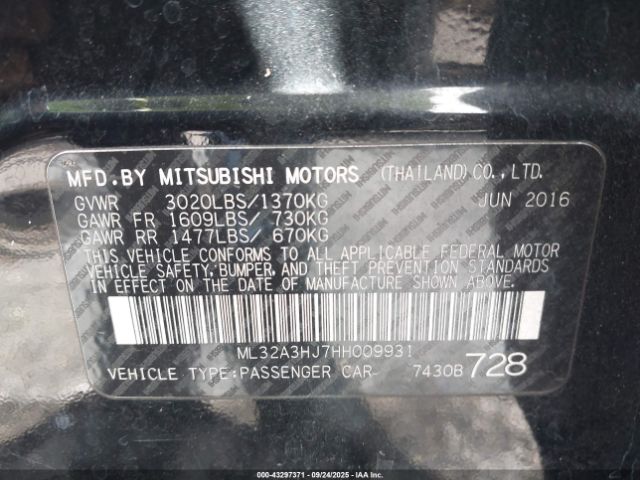 MFD.BY MITSUBISHI MOTORS (THAILAND)CO.,LTD.
GVWR 3020LBS/1370KG JUN 2016
GAWR FR 1609LBS/ 730KG
GAWR RR 1477LBS/ 670KG
THIS VEHICLE CONFORMS TO ALL APPLICABLE FEDERAL MOTOR
VEHICLE SAFETY, BUMPER, AND THEFT PREVENTION STANDARDS
IN EFFECT ON THE DATE OF MANUFACTURE SHOWN ABOVE.
ML32A3HJ7HH009931
VEHICLE TYPE:PASSENGER CAR 7430B 728
000-43297371 - 09/24/2025 - © IAA, Inc.